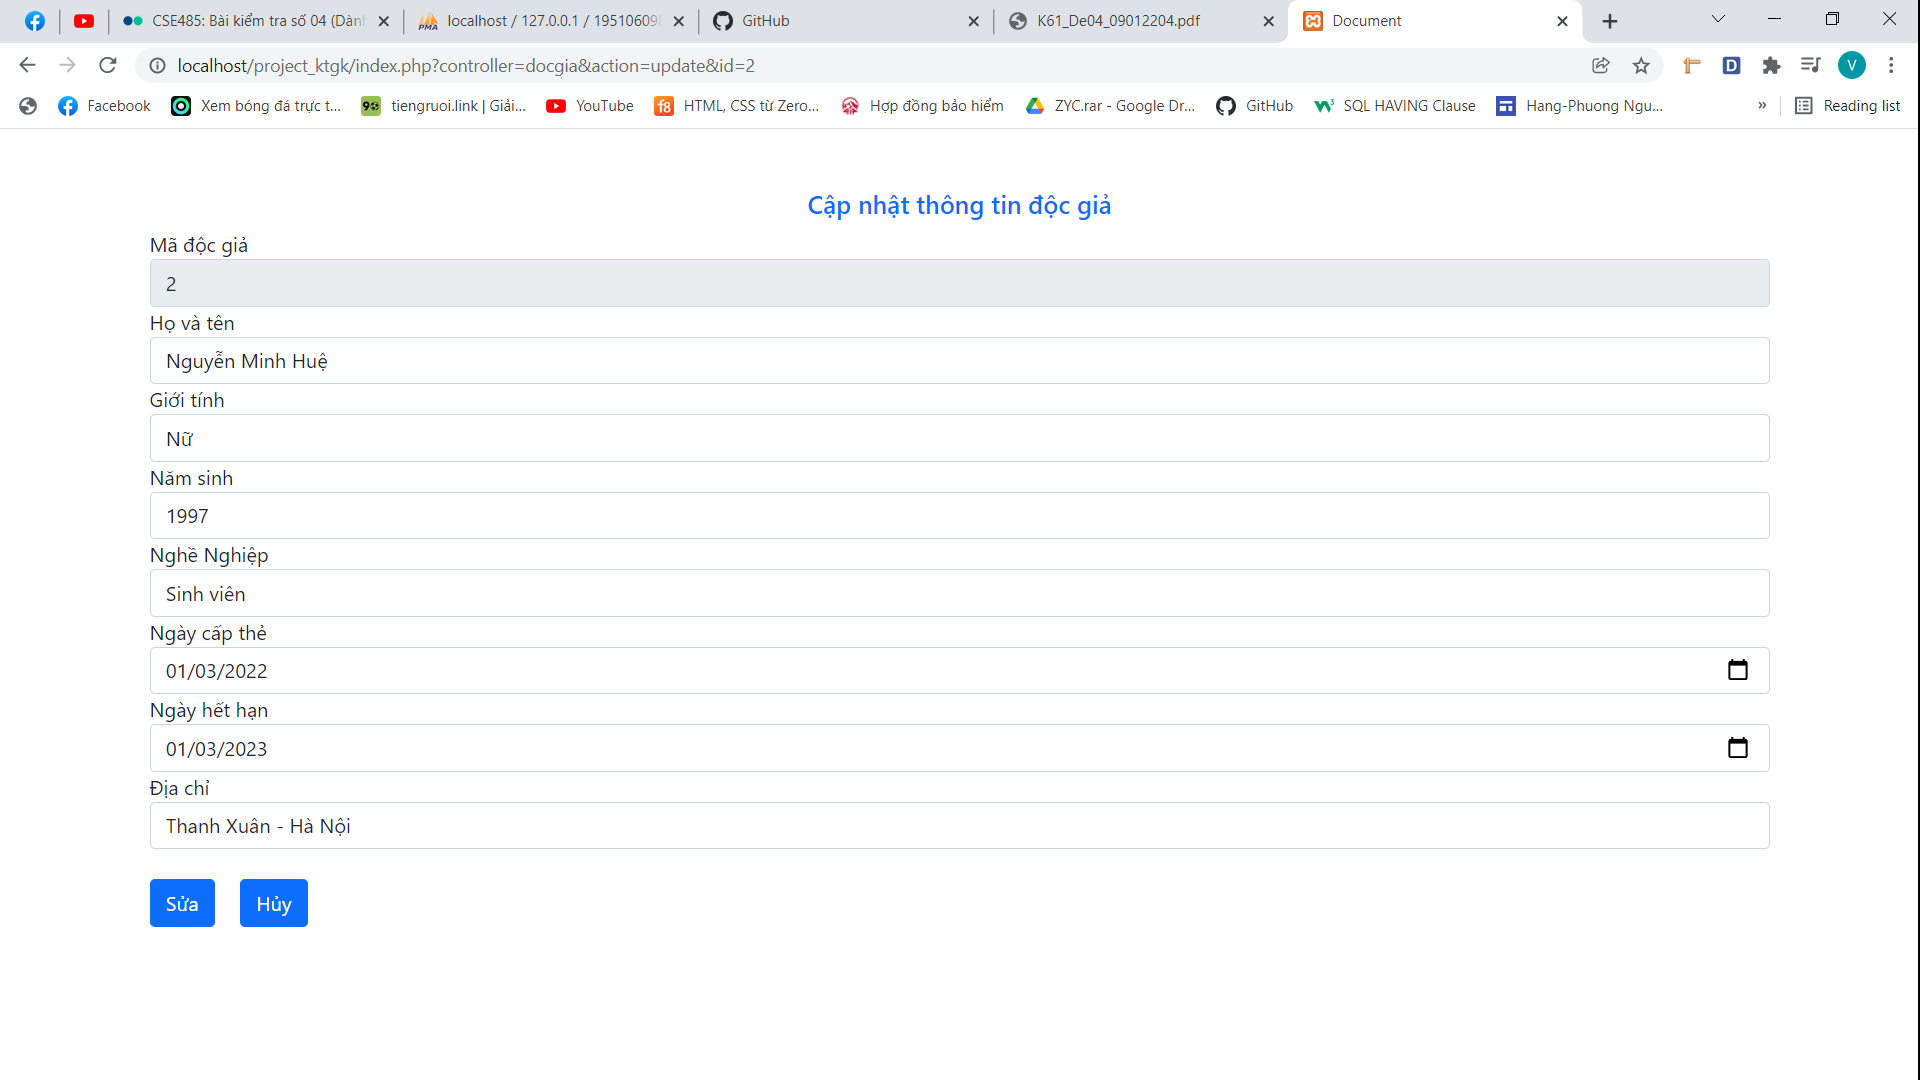 CSE485: Bài kiểm tra số 04 (Dành
localhost / 127.0.0.1 / 195106098
GitHub
K61_De04_09012204.pdf
Document
localhost/project_ktgk/index.php?controller=docgia&action=update&id=2
V
Facebook
Xem bóng đá trực t...
tiengruoi.link | Giải...
YouTube
HTML, CSS từ Zero...
Hợp đồng bảo hiểm
ZYC.rar - Google Dr...
GitHub
SQL HAVING Clause
Hang-Phuong Ngu...
»
Reading list
Cập nhật thông tin độc giả
Mã độc giả
2
Họ và tên
Nguyễn Minh Huệ
Giới tính
Nữ
Năm sinh
1997
Nghề Nghiệp
Sinh viên
Ngày cấp thẻ
01/03/2022
Ngày hết hạn
01/03/2023
Địa chỉ
Thanh Xuân - Hà Nội
Sửa
Hủy